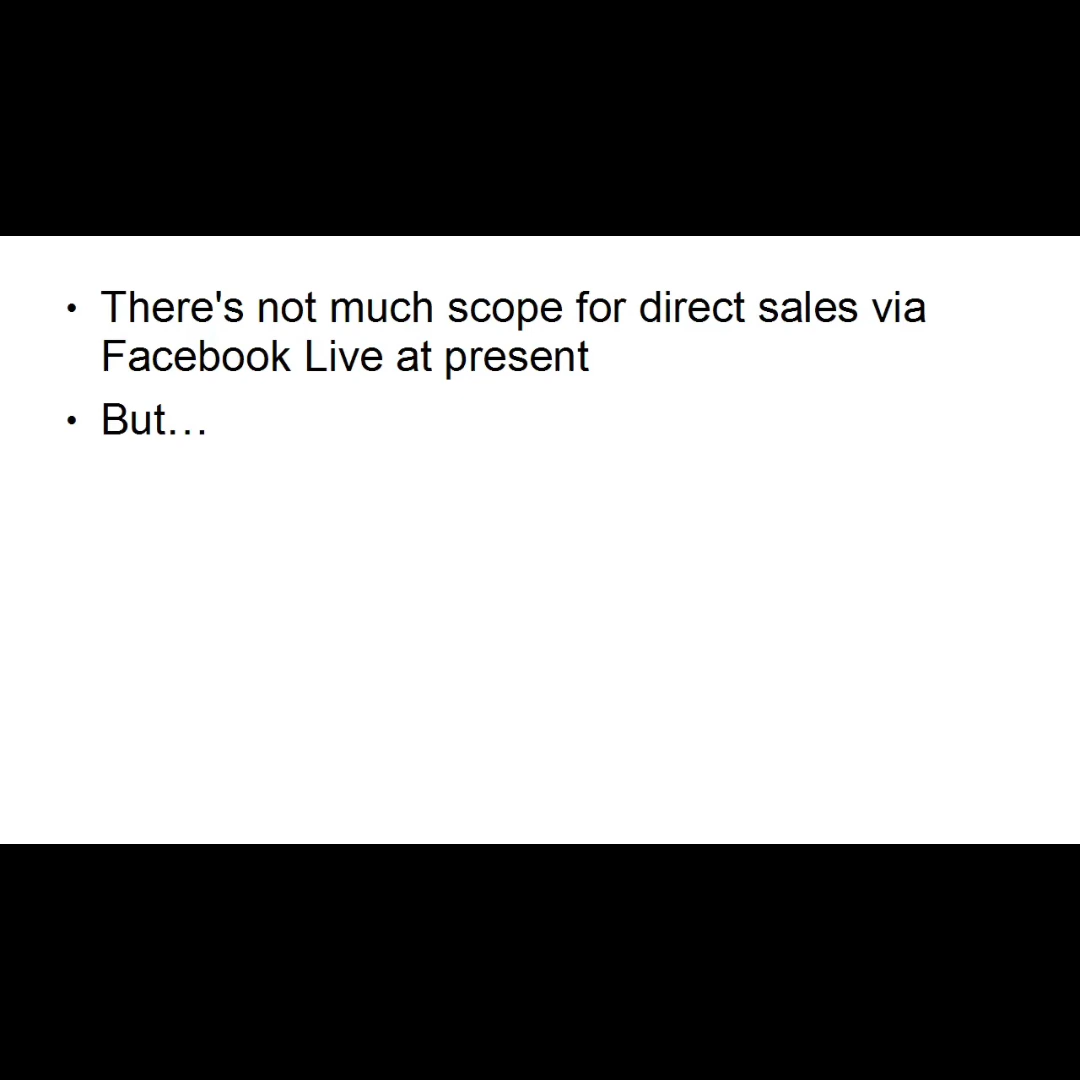 • There's not much scope for direct sales via
Facebook Live at present
• But…